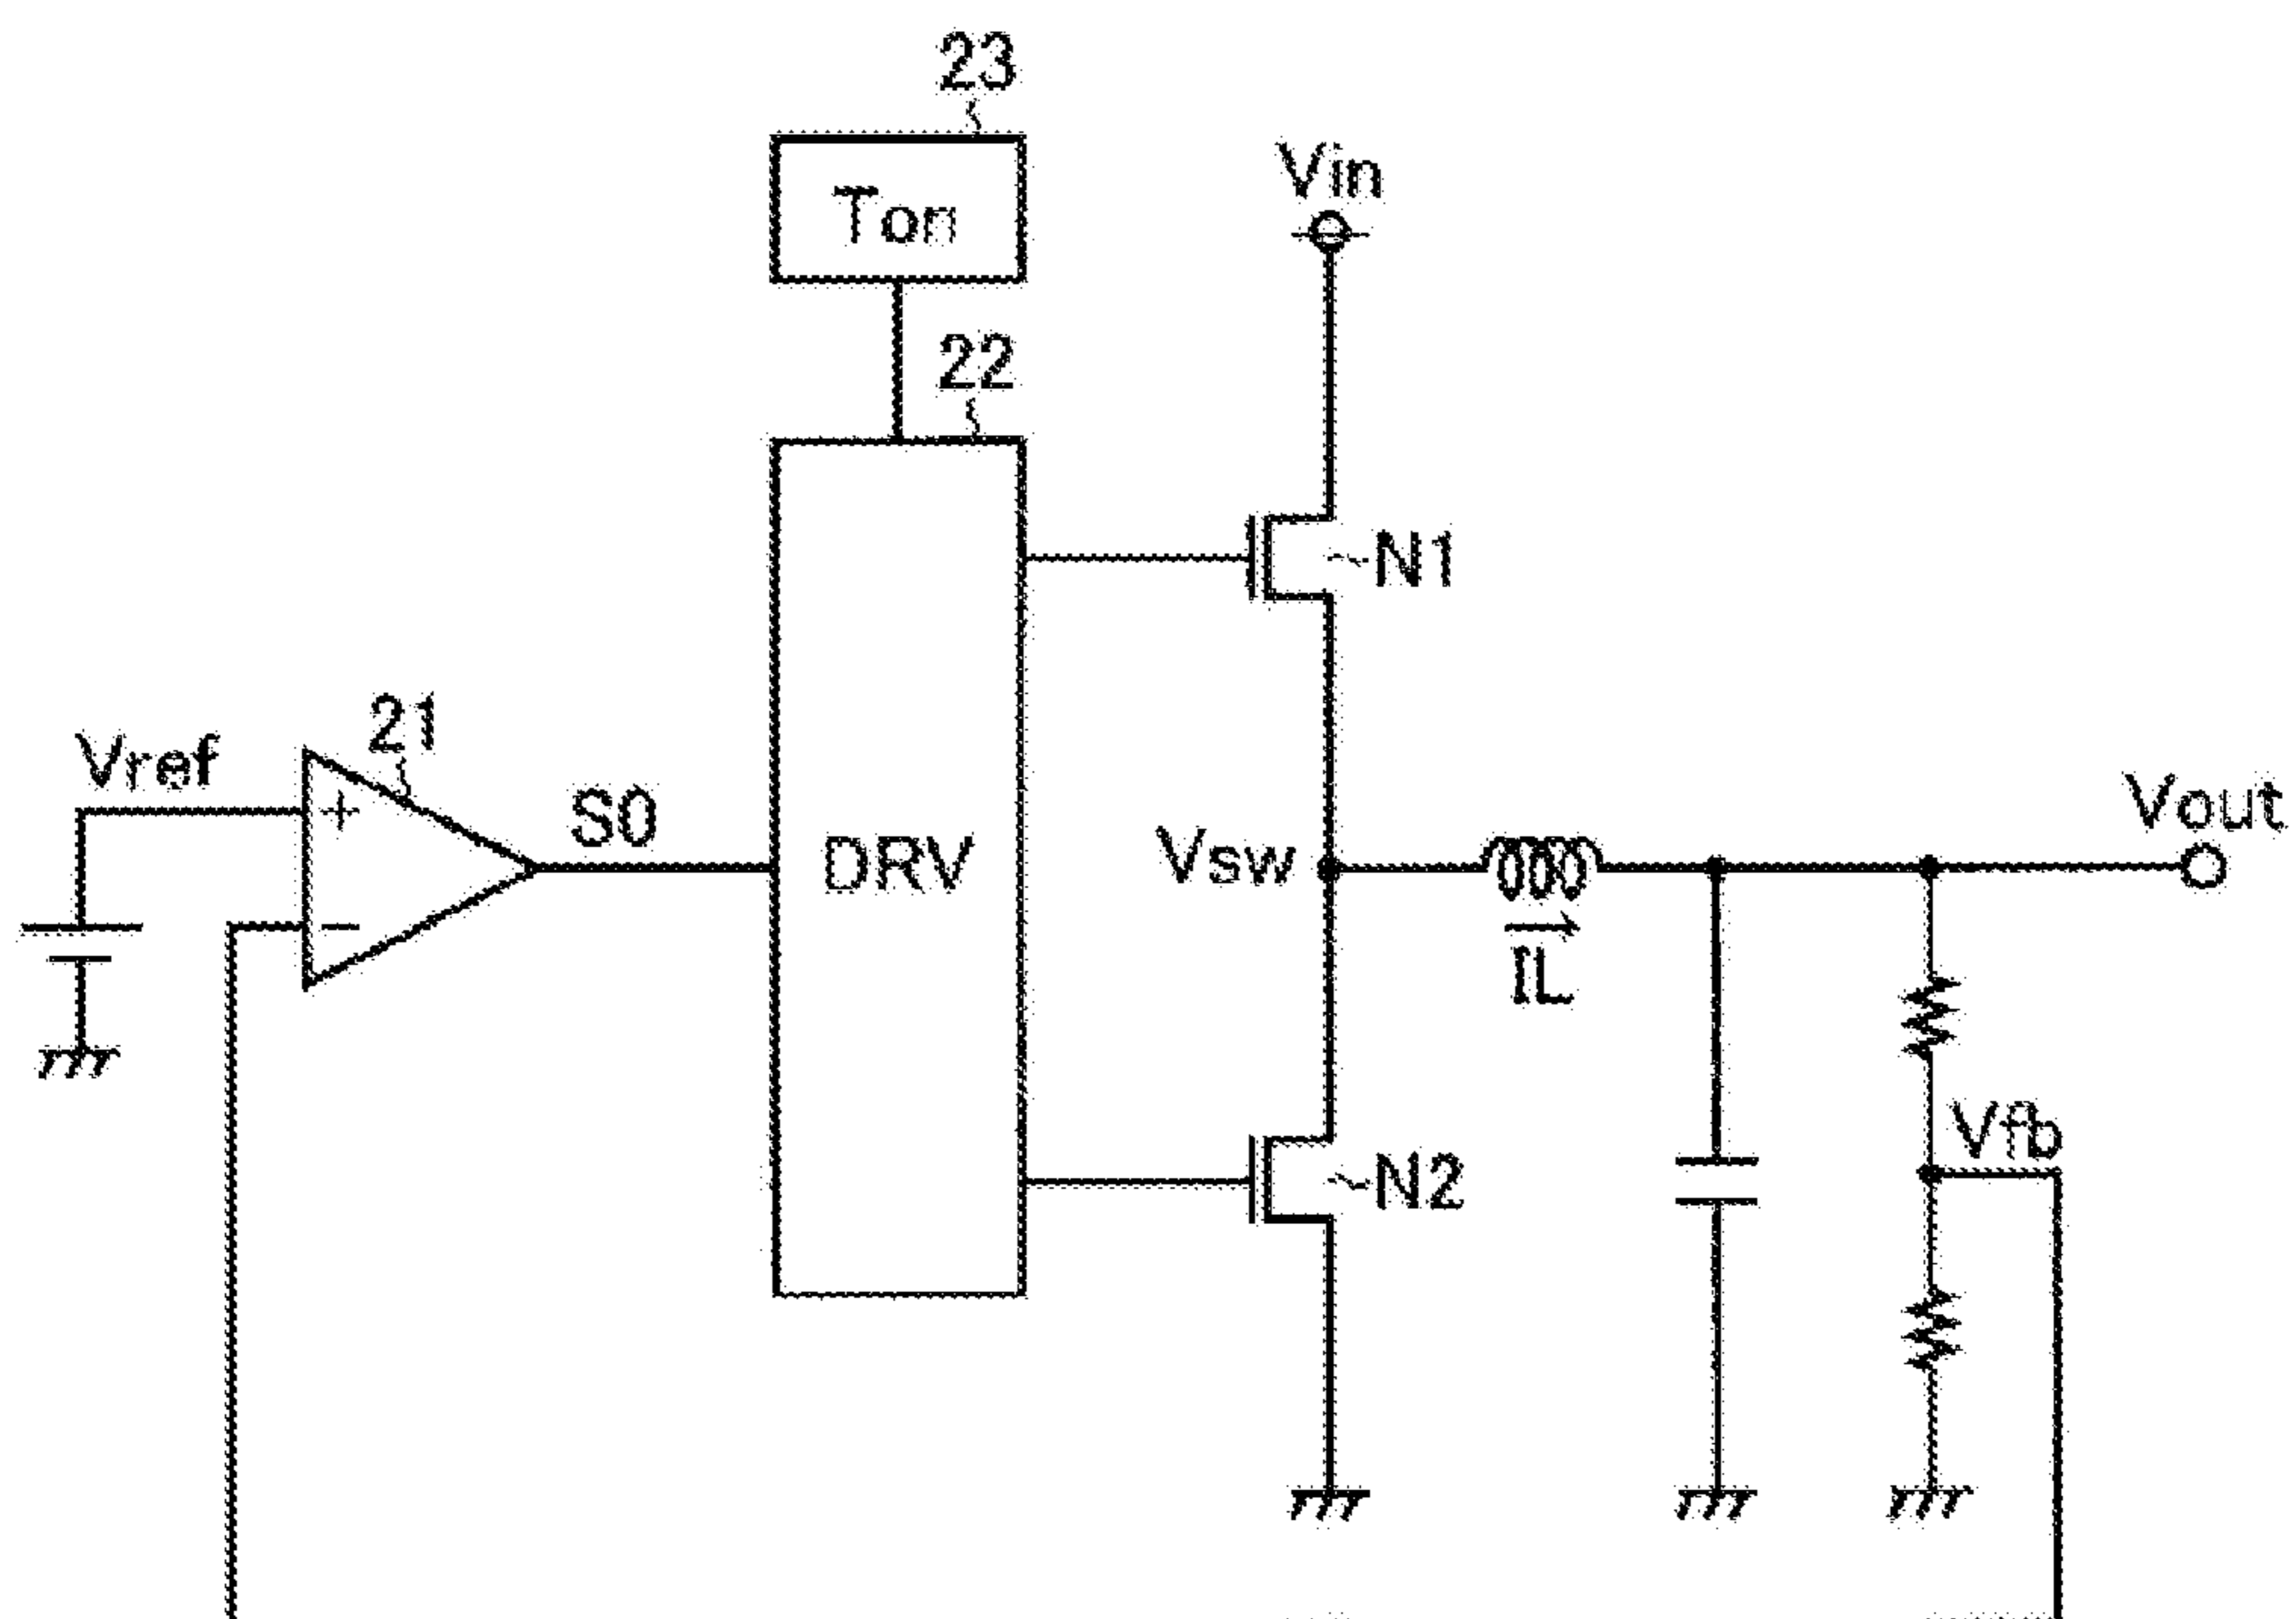 23
Ton
Vin
22
N1
21
Vref
+
S0
DRV
Vsw
Vout
−
IL
Vfb
N2